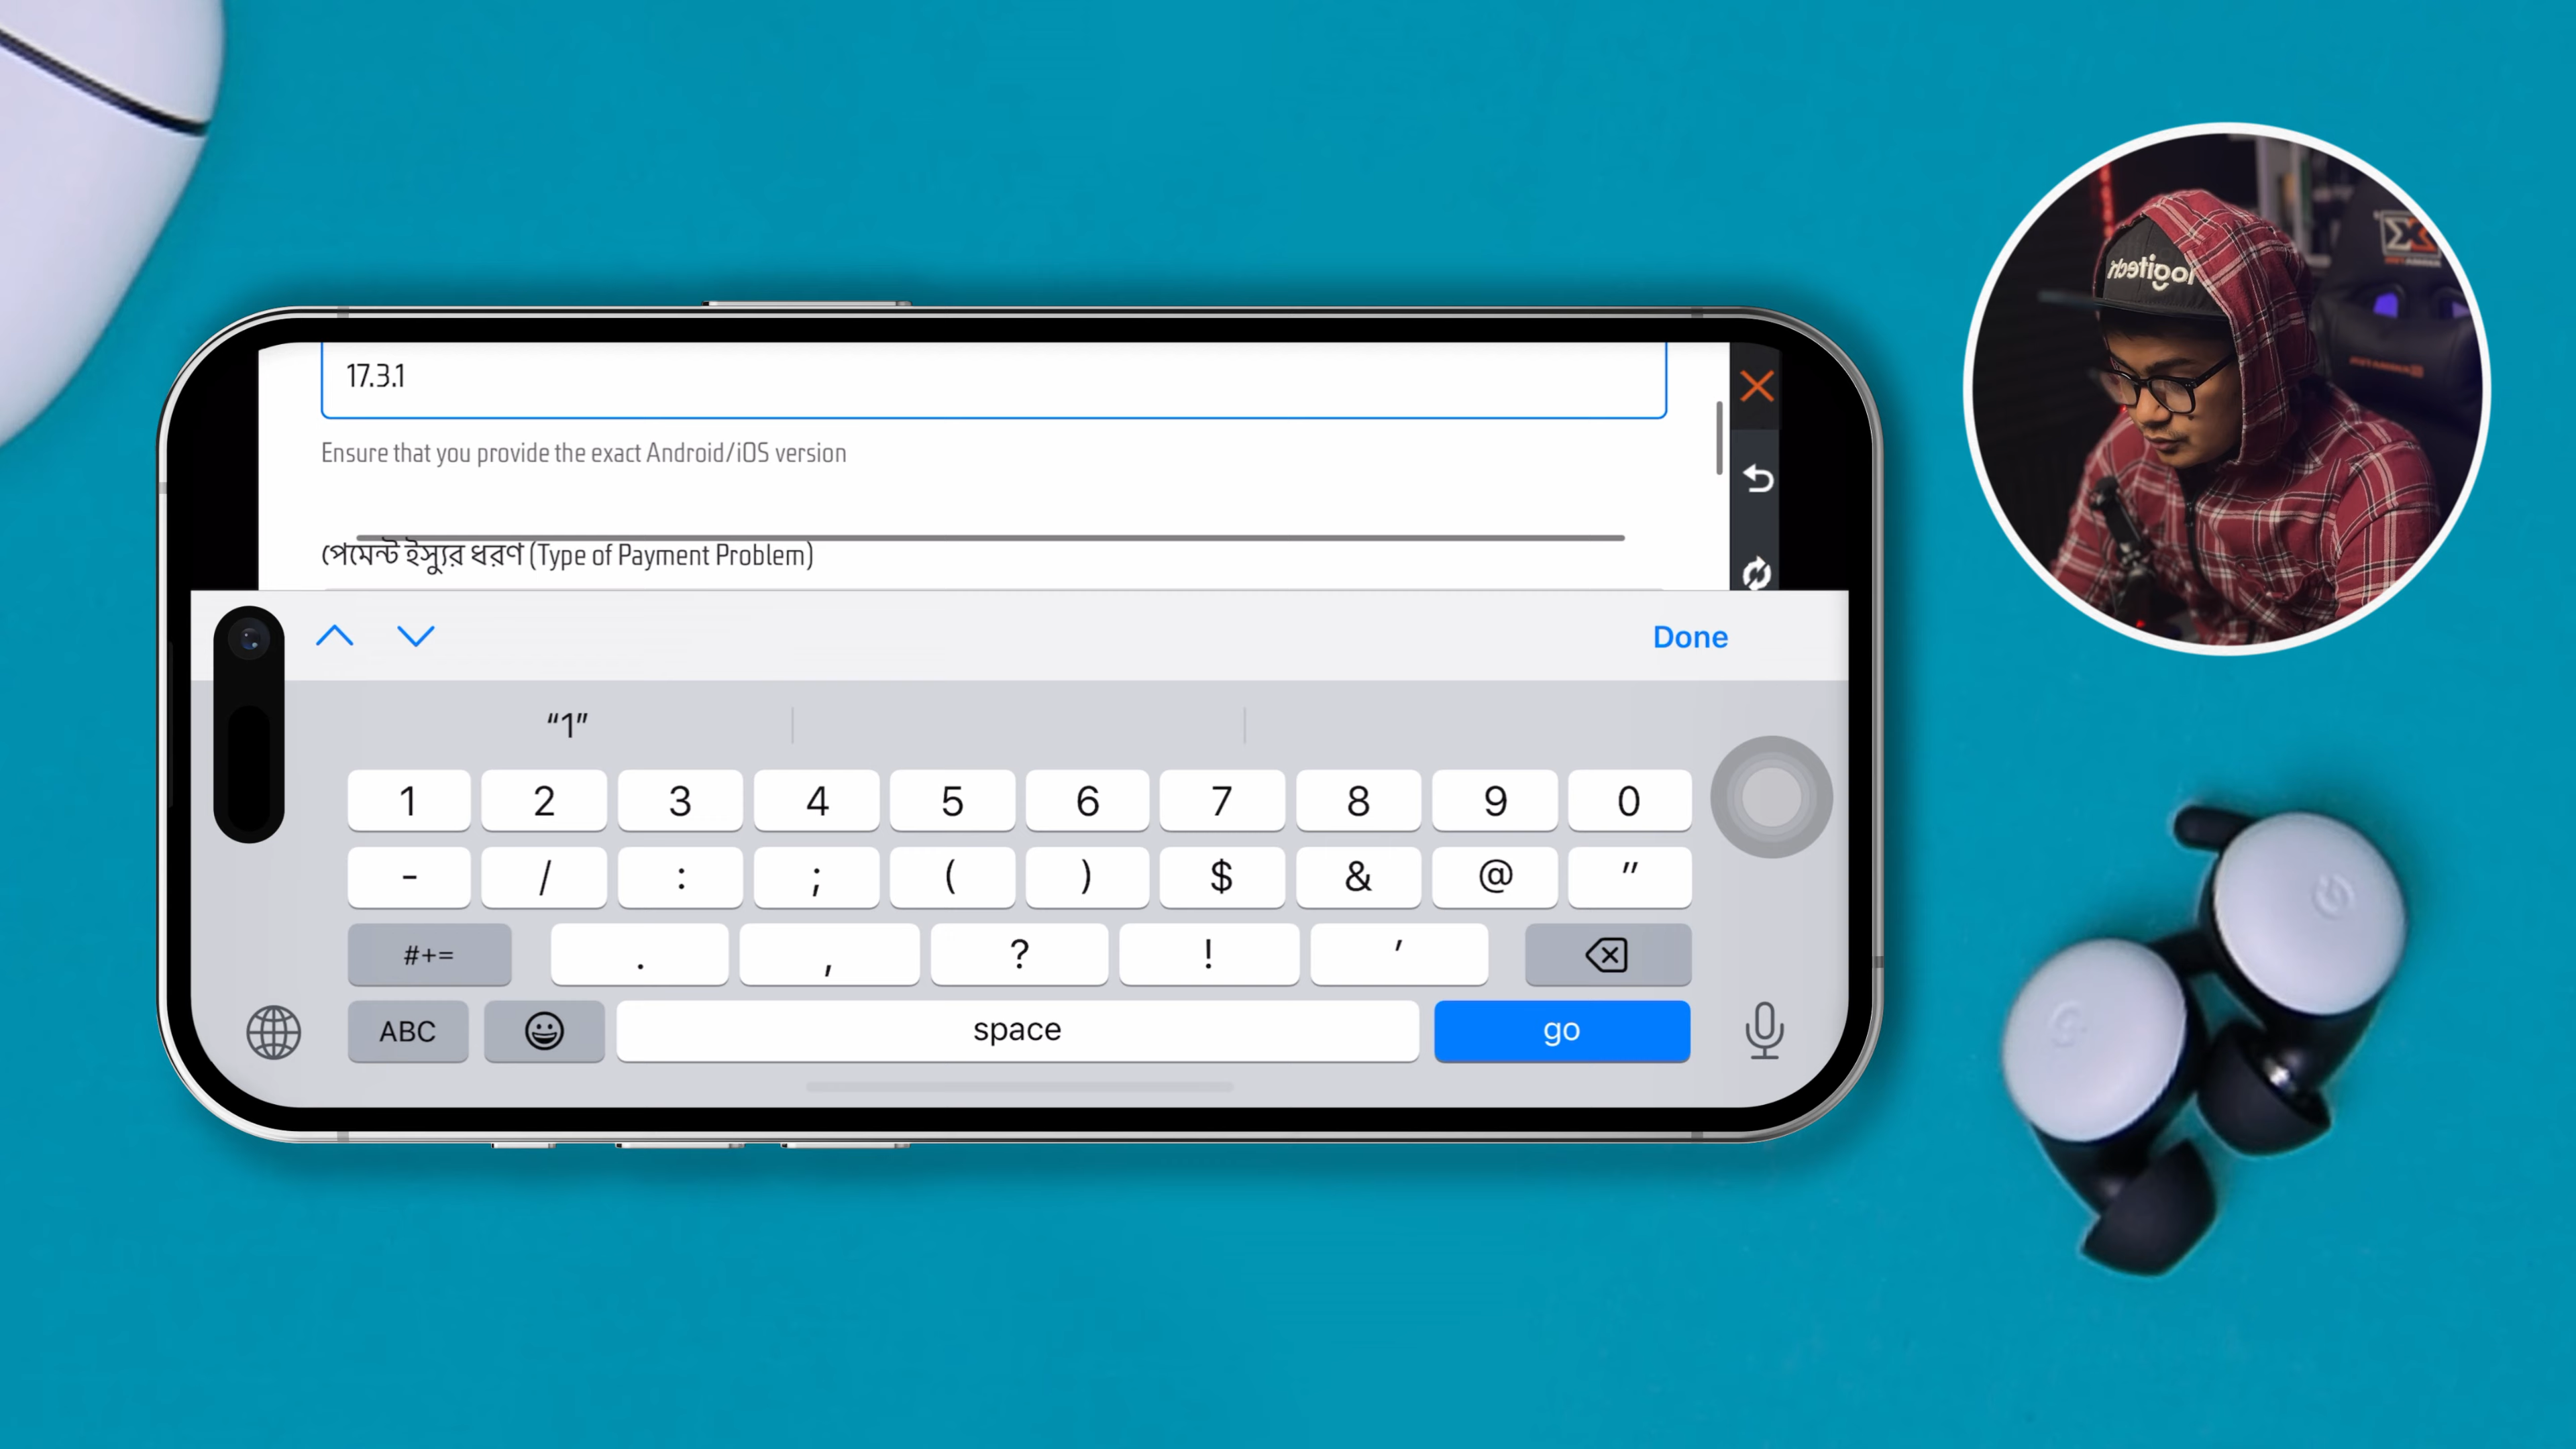 17.3.1
Ensure that you provide the exact Android/iOS version
পেমেন্ট ইস্যুর ধরণ (Type of Payment Problem)
Done
“1”
1 2 3 4 5 6 7 8 9 0
- / : ; ( ) $ & @ "
#+= . , ? ! '
ABC space go
logitech